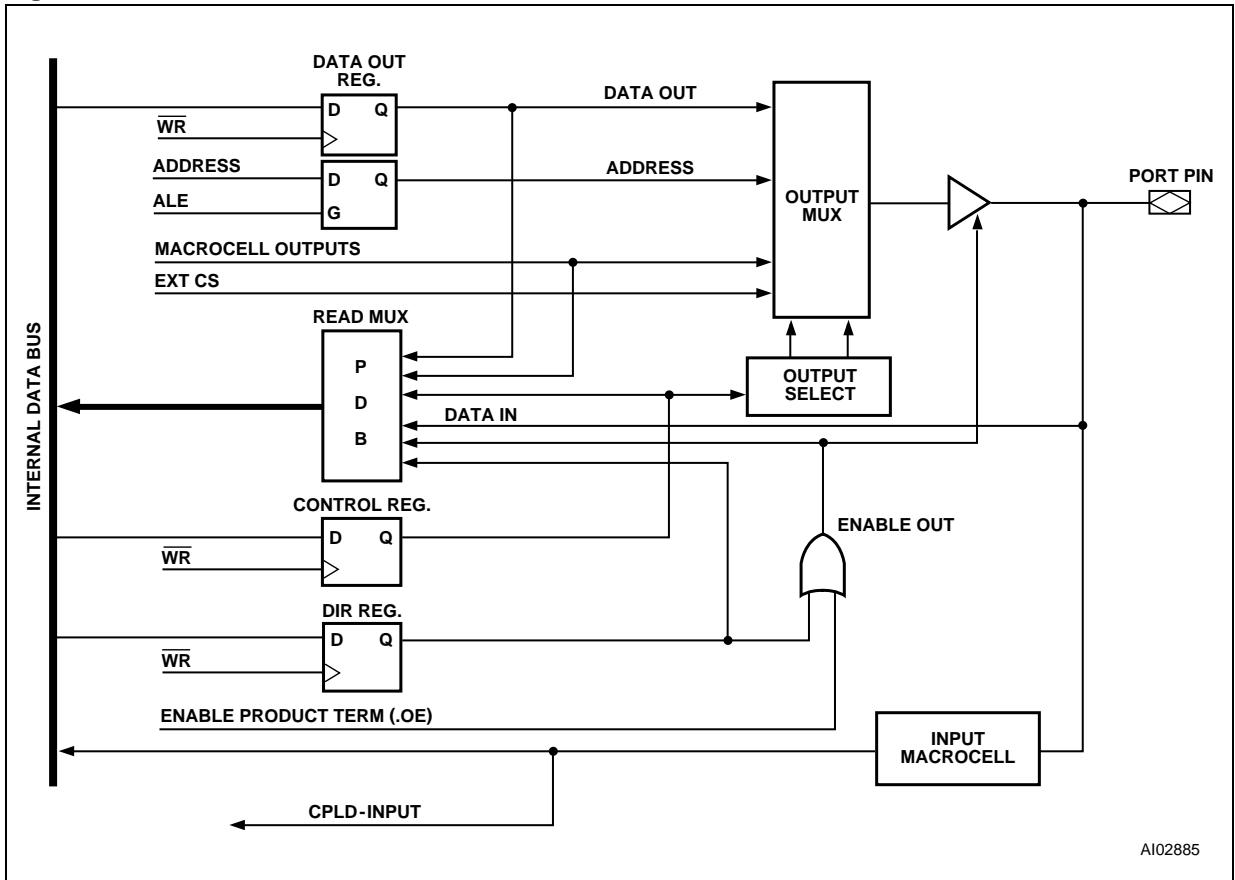 DATA OUT
REG.
D Q
WR
DATA OUT
ADDRESS
D Q
ALE
G
ADDRESS
OUTPUT
MUX
PORT PIN
MACROCELL OUTPUTS
EXT CS
READ MUX
P
D
B
OUTPUT
SELECT
DATA IN
INTERNAL DATA BUS
CONTROL REG.
D Q
WR
ENABLE OUT
DIR REG.
D Q
WR
ENABLE PRODUCT TERM (.OE)
INPUT
MACROCELL
CPLD-INPUT
AI02885